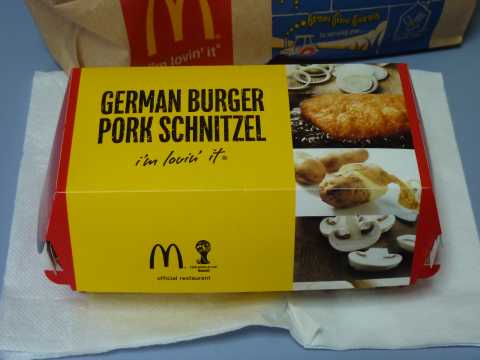 i'm lovin' it®
GERMAN BURGER
PORK SCHNITZEL
i'm lovin' it®
official restaurant